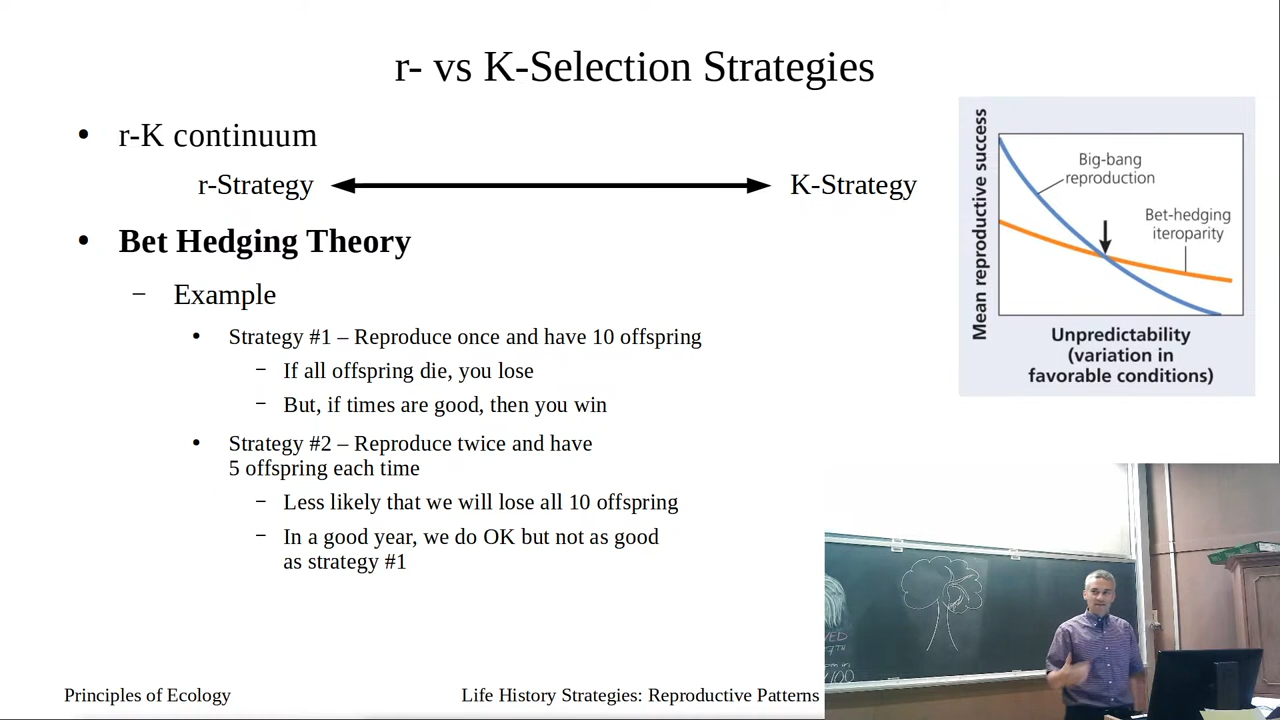 r- vs K-Selection Strategies
• r-K continuum
r-Strategy
K-Strategy
• Bet Hedging Theory
– Example
• Strategy #1 – Reproduce once and have 10 offspring
– If all offspring die, you lose
– But, if times are good, then you win
• Strategy #2 – Reproduce twice and have
5 offspring each time
– Less likely that we will lose all 10 offspring
– In a good year, we do OK but not as good
as strategy #1
Mean reproductive success
Big-bang
reproduction
Bet-hedging
iteroparity
Unpredictability
(variation in
favorable conditions)
Principles of Ecology
Life History Strategies: Reproductive Patterns